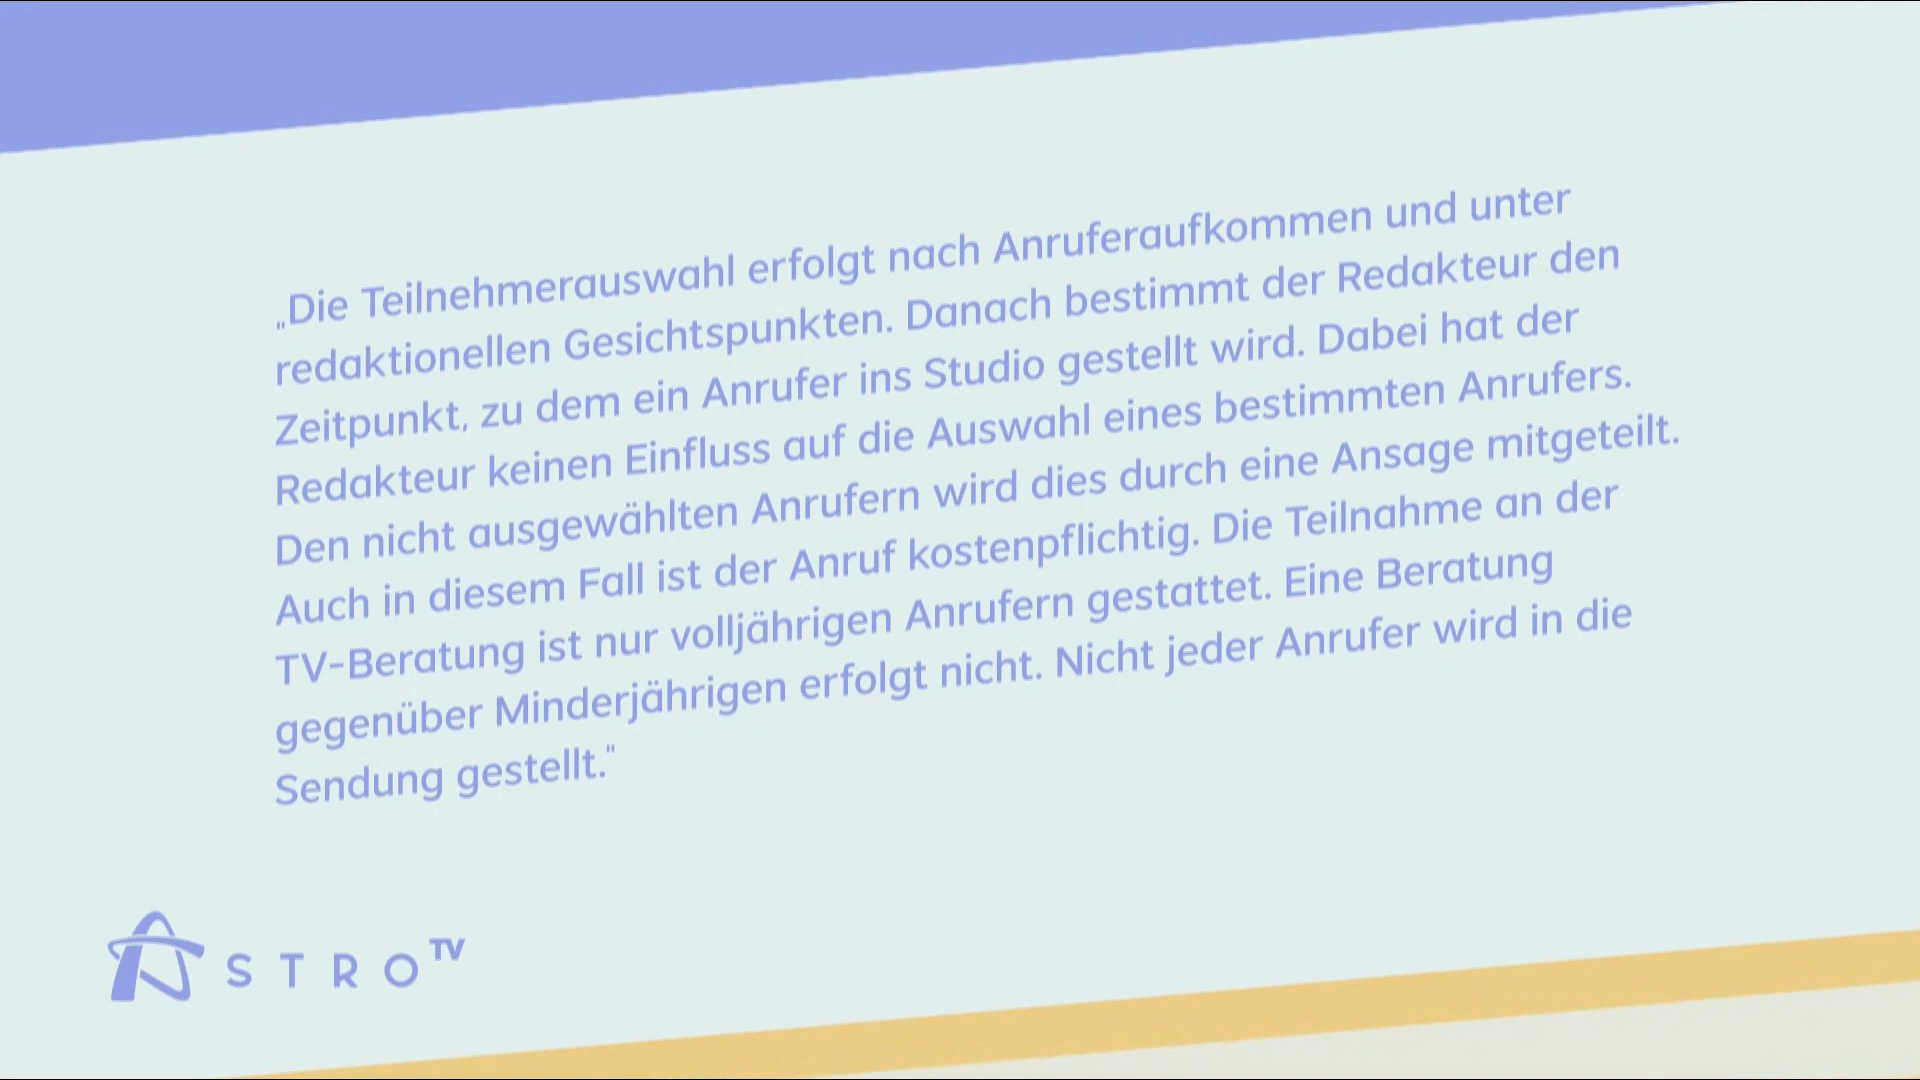 „Die Teilnehmerauswahl erfolgt nach Anruferaufkommen und unter
redaktionellen Gesichtspunkten. Danach bestimmt der Redakteur den
Zeitpunkt, zu dem ein Anrufer ins Studio gestellt wird. Dabei hat der
Redakteur keinen Einfluss auf die Auswahl eines bestimmten Anrufers.
Den nicht ausgewählten Anrufern wird dies durch eine Ansage mitgeteilt.
Auch in diesem Fall ist der Anruf kostenpflichtig. Die Teilnahme an der
TV-Beratung ist nur volljährigen Anrufern gestattet. Eine Beratung
gegenüber Minderjährigen erfolgt nicht. Nicht jeder Anrufer wird in die
Sendung gestellt."
ASTRO TV